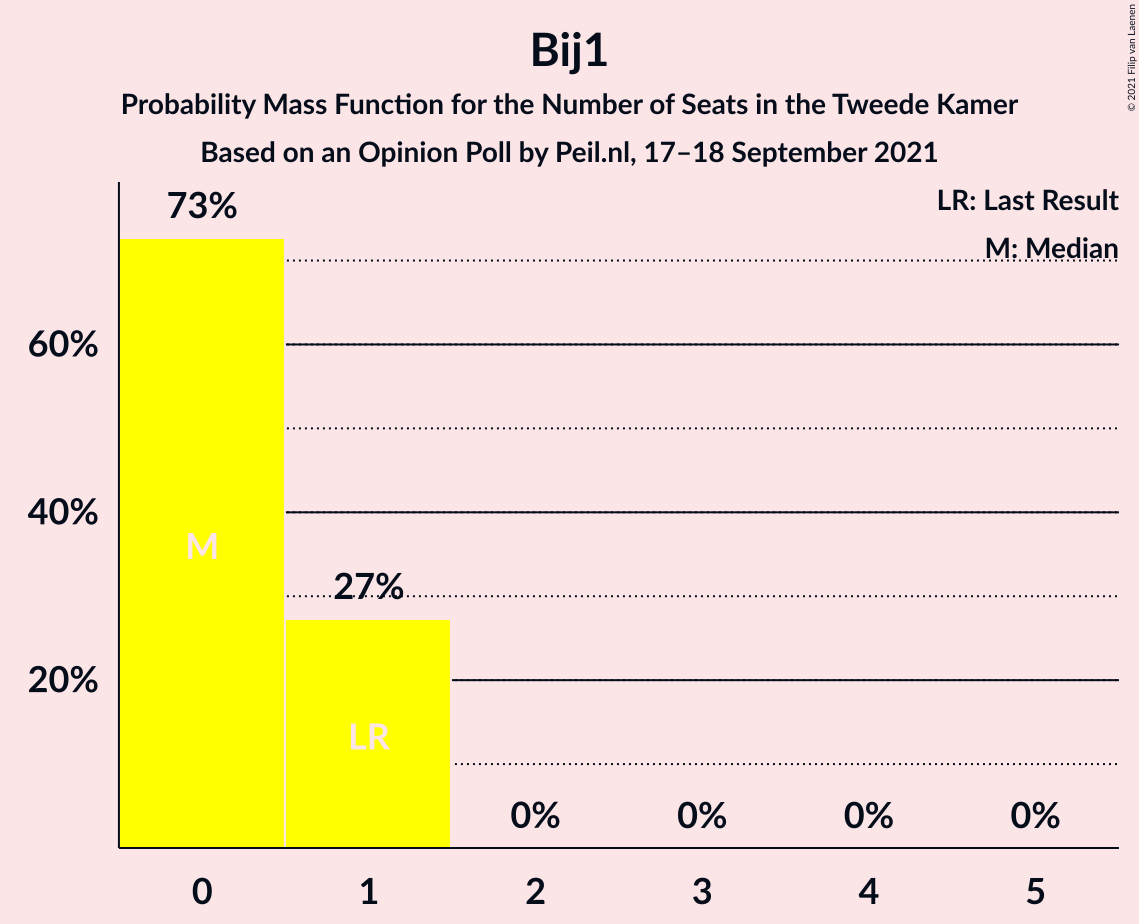 Bij1
Probability Mass Function for the Number of Seats in the Tweede Kamer
Based on an Opinion Poll by Peil.nl, 17–18 September 2021
© 2021 Filip van Laenen
LR: Last Result
M: Median
73%
60%
40%
M
27%
20%
LR
0% 0% 0% 0%
0 1 2 3 4 5